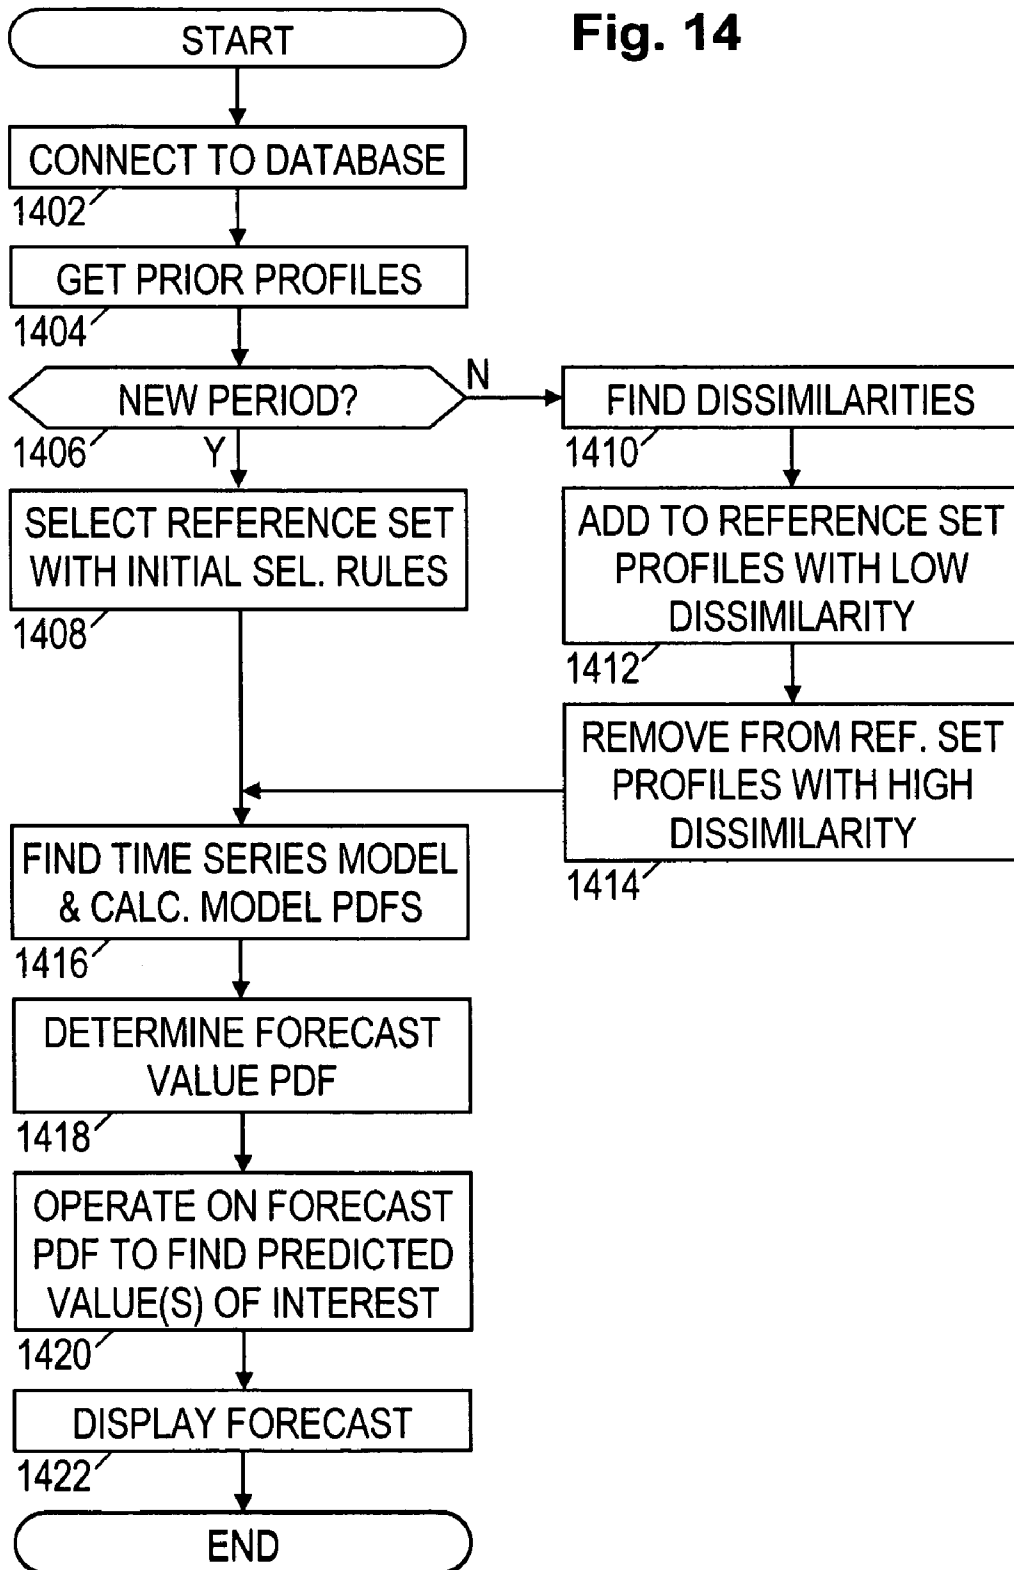 Fig. 14
START
CONNECT TO DATABASE
1402
GET PRIOR PROFILES
1404
NEW PERIOD?
1406
N
Y
FIND DISSIMILARITIES
1410
SELECT REFERENCE SET
WITH INITIAL SEL. RULES
1408
ADD TO REFERENCE SET
PROFILES WITH LOW
DISSIMILARITY
1412
REMOVE FROM REF. SET
PROFILES WITH HIGH
DISSIMILARITY
1414
FIND TIME SERIES MODEL
& CALC. MODEL PDFS
1416
DETERMINE FORECAST
VALUE PDF
1418
OPERATE ON FORECAST
PDF TO FIND PREDICTED
VALUE(S) OF INTEREST
1420
DISPLAY FORECAST
1422
END